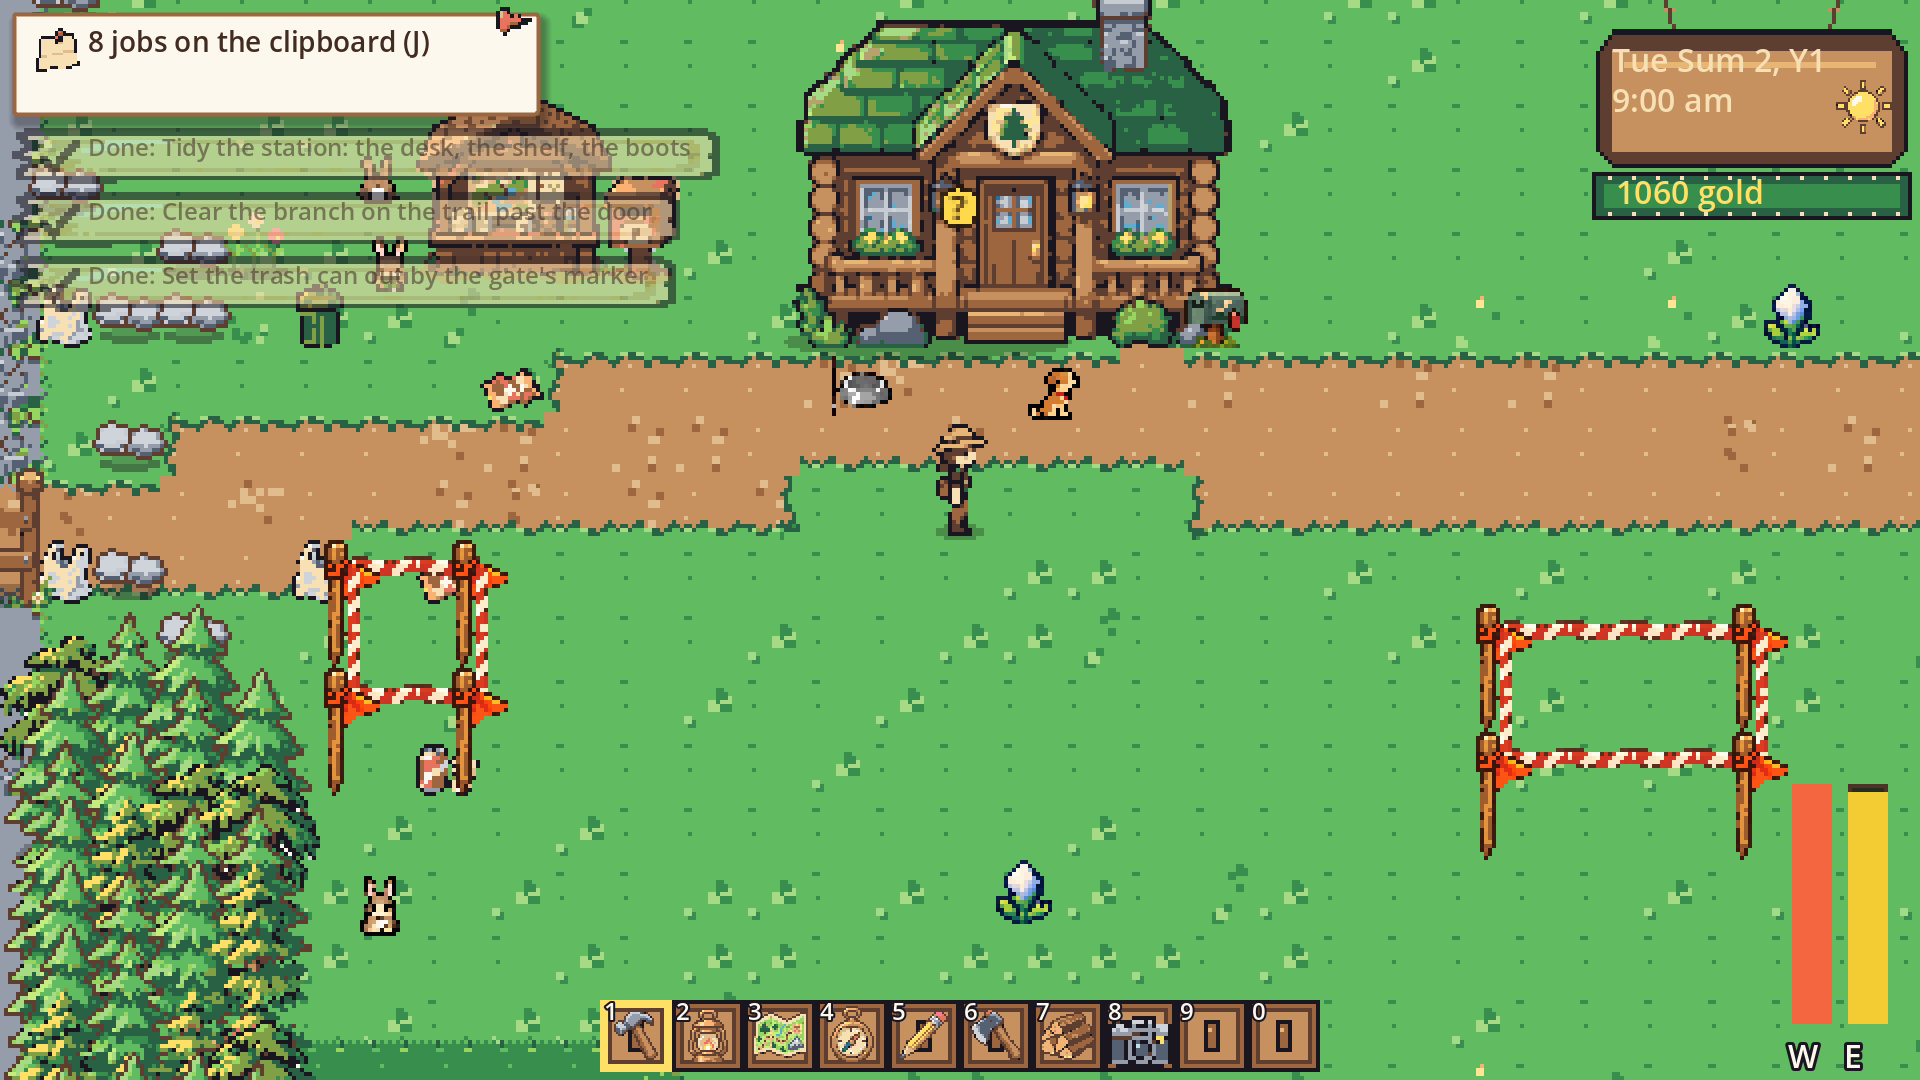 8 jobs on the clipboard (J)
Tue Sum 2, Y1
9:00 am
1060 gold
Done: Tidy the station: the desk, the shelf, the boots
Done: Clear the branch on the trail past the door
Done: Set the trash can out by the gate's marker
?
1 2 3 4 5 6 7 8 9 0
W E